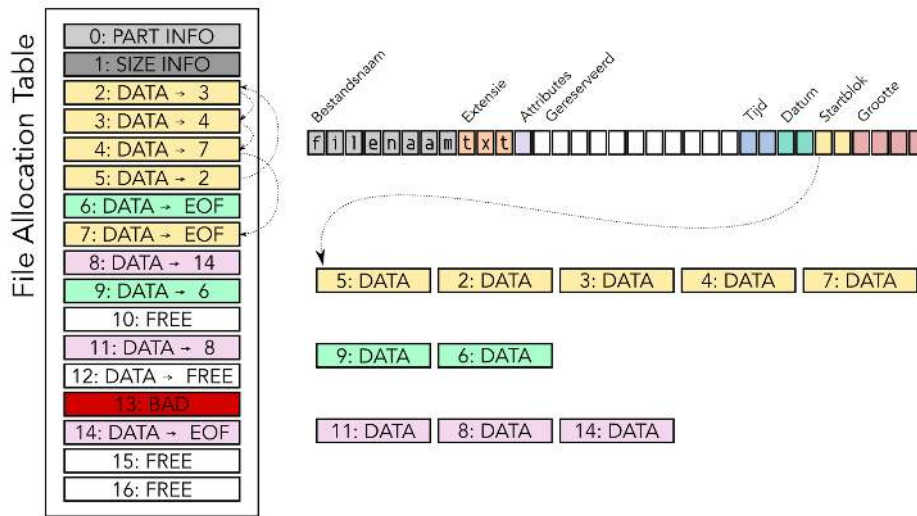 File Allocation Table
0: PART INFO
1: SIZE INFO
2: DATA → 3
3: DATA → 4
4: DATA → 7
5: DATA → 2
6: DATA → EOF
7: DATA → EOF
8: DATA → 14
9: DATA → 6
10: FREE
11: DATA → 8
12: DATA → FREE
13: BAD
14: DATA → EOF
15: FREE
16: FREE
Bestandsnaam Extensie Attributes Gereserveerd Tijd Datum Startblok Grootte
filenaamtxt
5: DATA 2: DATA 3: DATA 4: DATA 7: DATA
9: DATA 6: DATA
11: DATA 8: DATA 14: DATA